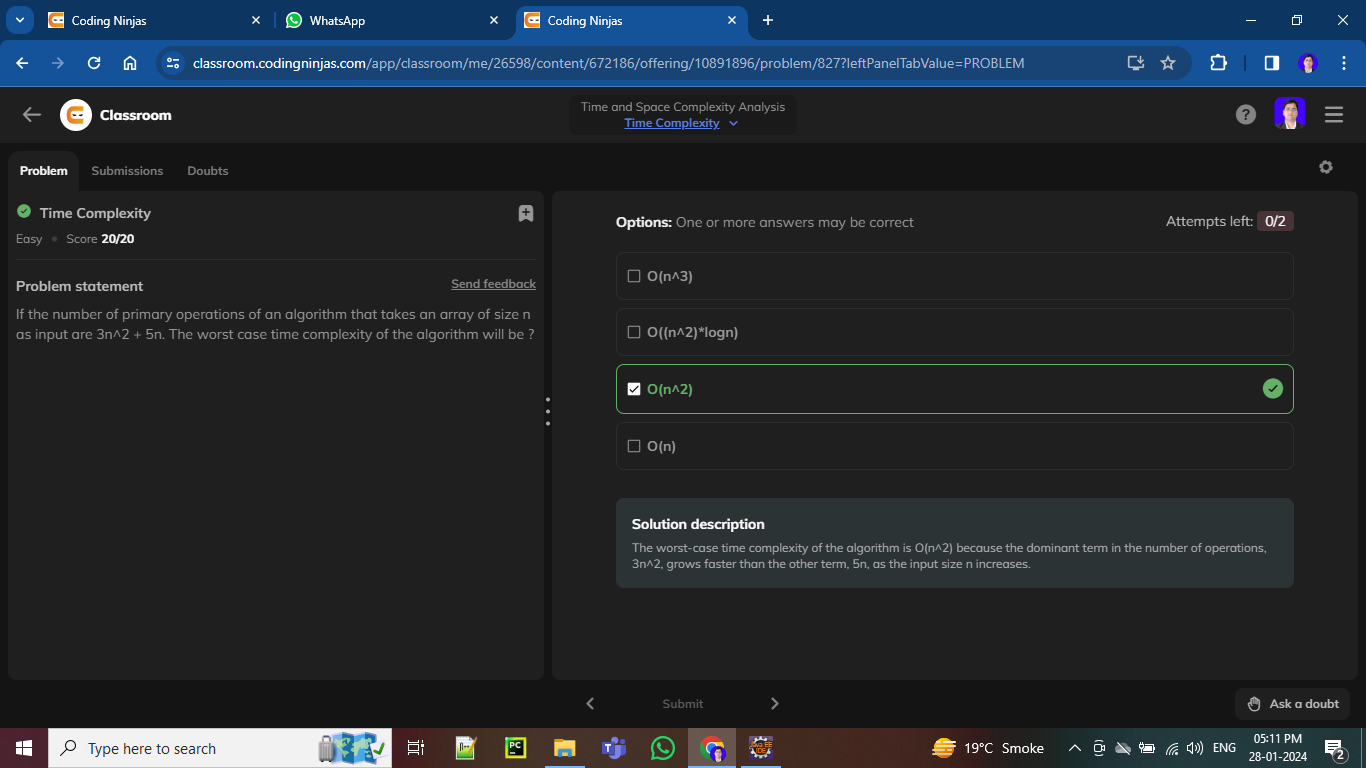 Coding Ninjas
WhatsApp
Coding Ninjas
classroom.codingninjas.com/app/classroom/me/26598/content/672186/offering/10891896/problem/827?leftPanelTabValue=PROBLEM
Classroom
Time and Space Complexity Analysis
Time Complexity
?
Problem Submissions Doubts
Time Complexity
Easy Score 20/20
Problem statement
Send feedback
If the number of primary operations of an algorithm that takes an array of size n
as input are 3n^2 + 5n. The worst case time complexity of the algorithm will be ?
Options: One or more answers may be correct
Attempts left: 0/2
O(n^3)
O((n^2)*logn)
O(n^2)
O(n)
Solution description
The worst-case time complexity of the algorithm is O(n^2) because the dominant term in the number of operations,
3n^2, grows faster than the other term, 5n, as the input size n increases.
Submit
Ask a doubt
Type here to search
PC
19°C Smoke
ENG
05:11 PM
28-01-2024
2